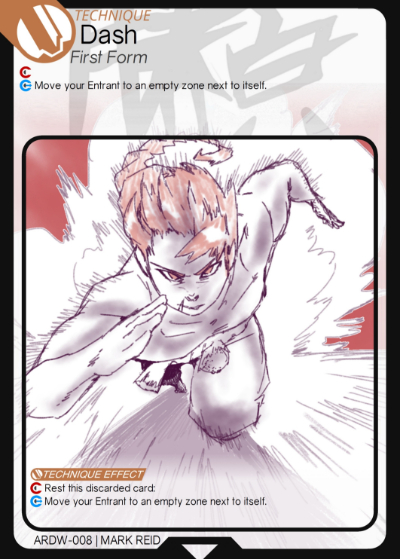 TECHNIQUE
Dash
First Form
C
C Move your Entrant to an empty zone next to itself.
TECHNIQUE EFFECT
C Rest this discarded card:
C Move your Entrant to an empty zone next to itself.
ARDW-008 | MARK REID